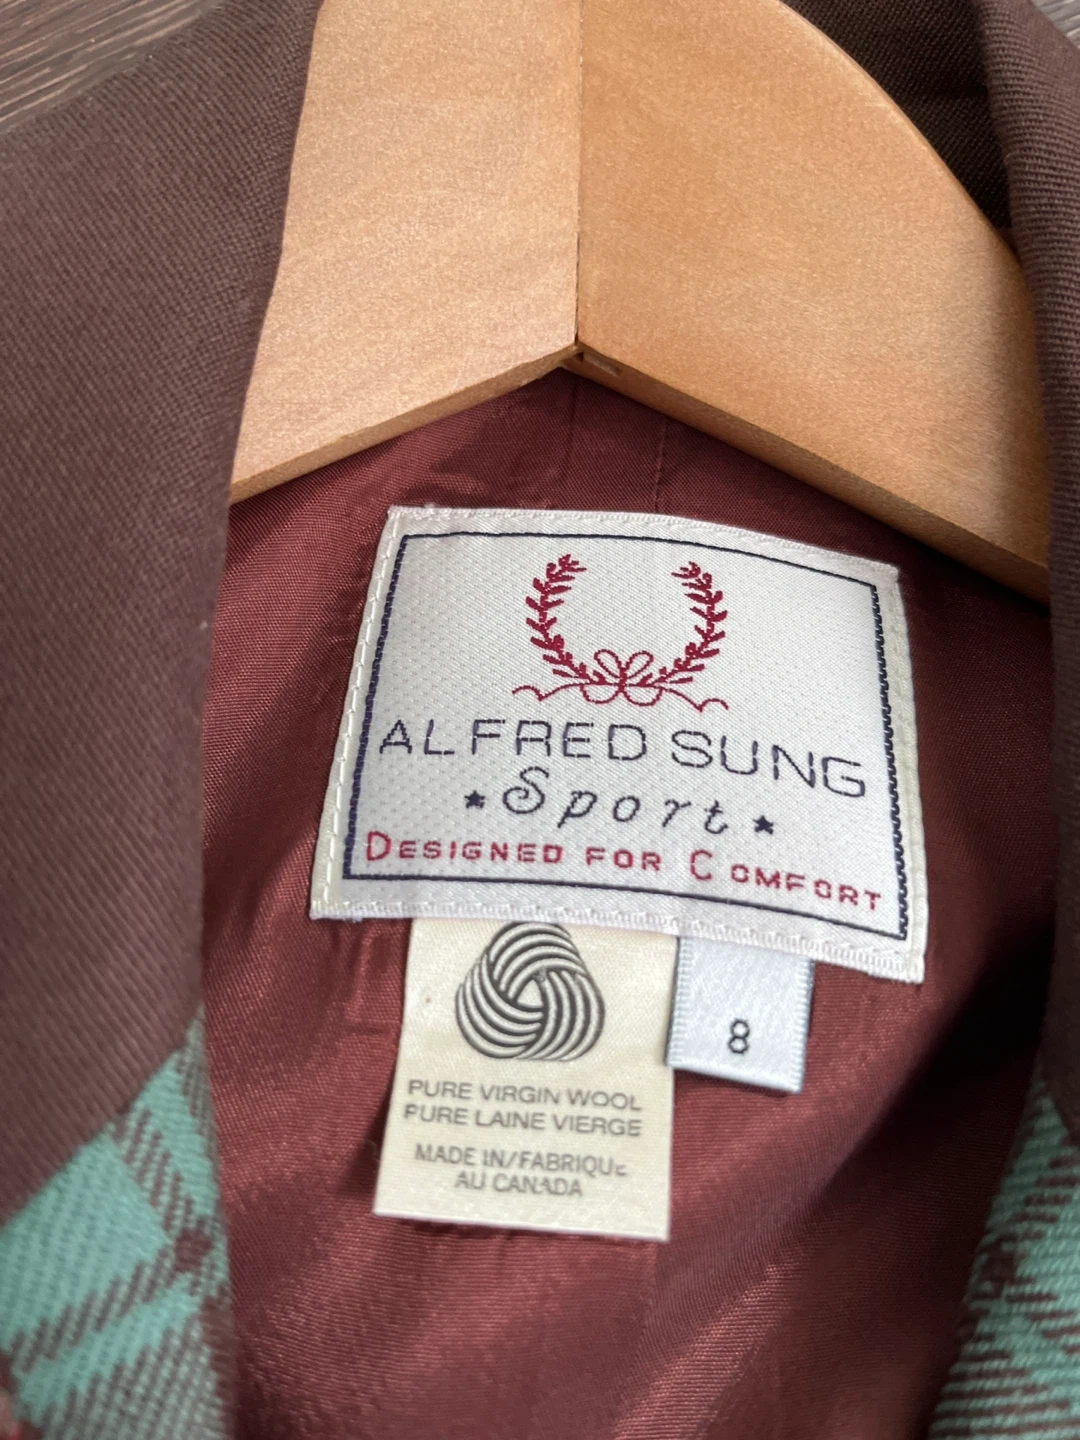 ALFRED SUNG
Sport
DESIGNED FOR COMFORT
8
PURE VIRGIN WOOL
PURE LAINE VIERGE
MADE IN/FABRIQUE
AU CANADA